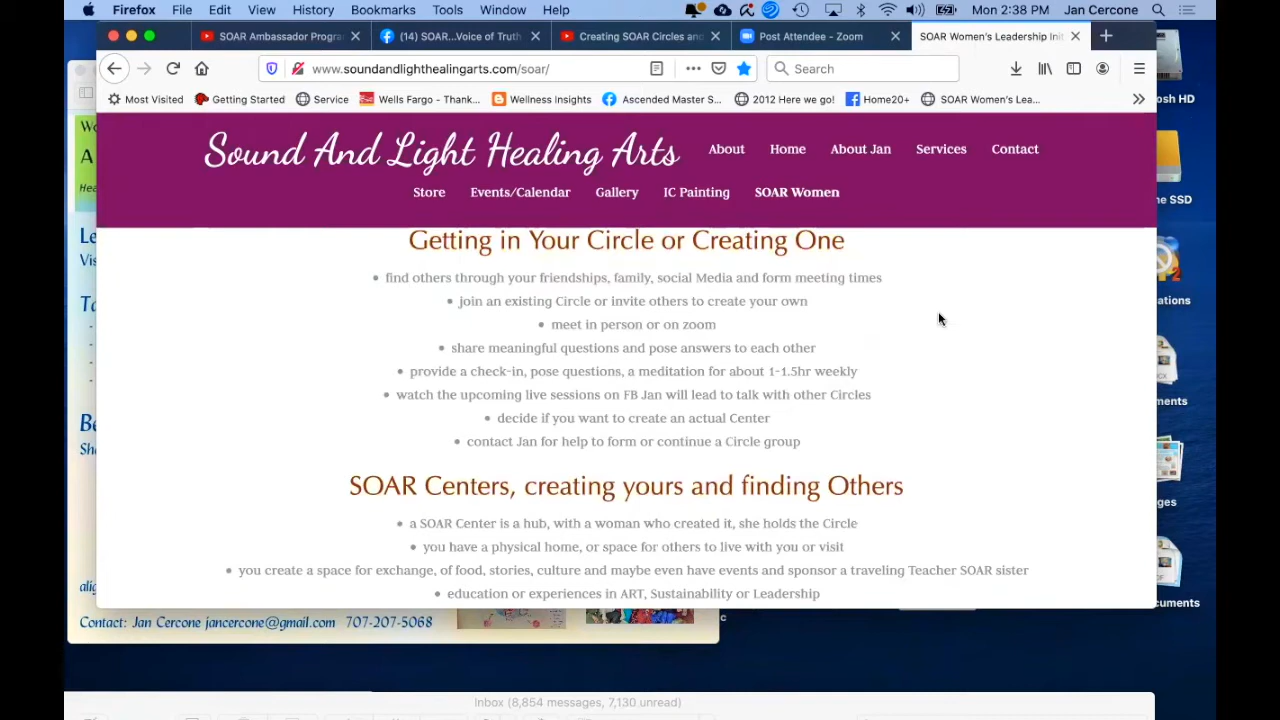 Firefox File Edit View History Bookmarks Tools Window Help Mon 2:38 PM Jan Cercone
SOAR Ambassador Progra (14) SOAR...Voice of Truth Creating SOAR Circles and Post Attendee - Zoom SOAR Women's Leadership Init
www.soundandlighthealingarts.com/soar/ Search
Most Visited Getting Started Service Wells Fargo - Thank... Wellness Insights Ascended Master S... 2012 Here we go! Home20+ SOAR Women's Lea...
osh HD
Sound And Light Healing Arts About Home About Jan Services Contact
Store Events/Calendar Gallery IC Painting SOAR Women
ne SSD
Getting in Your Circle or Creating One
• find others through your friendships, family, social Media and form meeting times
• join an existing Circle or invite others to create your own
ations
• meet in person or on zoom
• share meaningful questions and pose answers to each other
• provide a check-in, pose questions, a meditation for about 1-1.5hr weekly
• watch the upcoming live sessions on FB Jan will lead to talk with other Circles
ments
• decide if you want to create an actual Center
• contact Jan for help to form or continue a Circle group
SOAR Centers, creating yours and finding Others
ges
• a SOAR Center is a hub, with a woman who created it, she holds the Circle
• you have a physical home, or space for others to live with you or visit
• you create a space for exchange, of food, stories, culture and maybe even have events and sponsor a traveling Teacher SOAR sister
• education or experiences in ART, Sustainability or Leadership
cuments
Contact: Jan Cercone jancercone@gmail.com 707-207-5068
Inbox (8,854 messages, 7,130 unread)